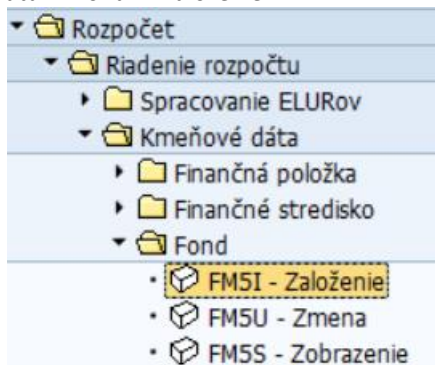 Rozpočet
Riadenie rozpočtu
Spracovanie ELURov
Kmeňové dáta
Finančná položka
Finančné stredisko
Fond
FM5I - Založenie
FM5U - Zmena
FM5S - Zobrazenie